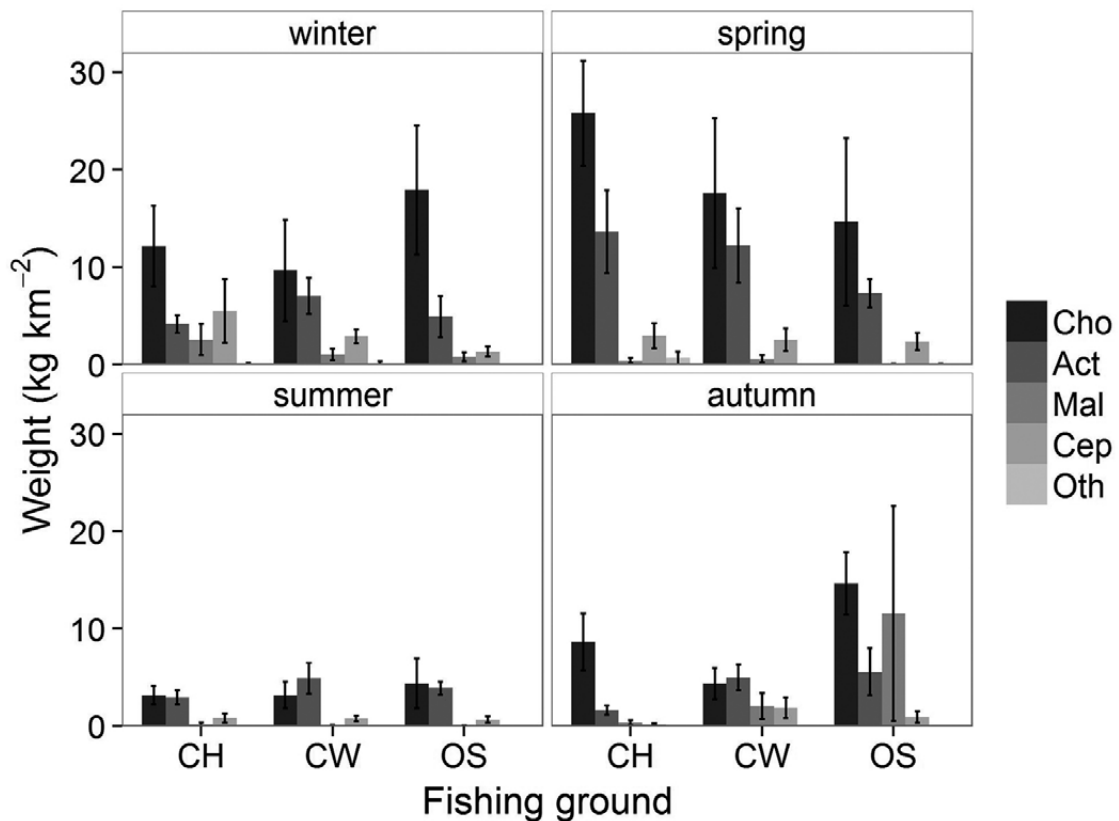 winter
spring
30
20
10
0
summer
autumn
30
20
10
0
Weight (kg km⁻²)
CH
CW
OS
CH
CW
OS
Fishing ground
Cho
Act
Mal
Cep
Oth